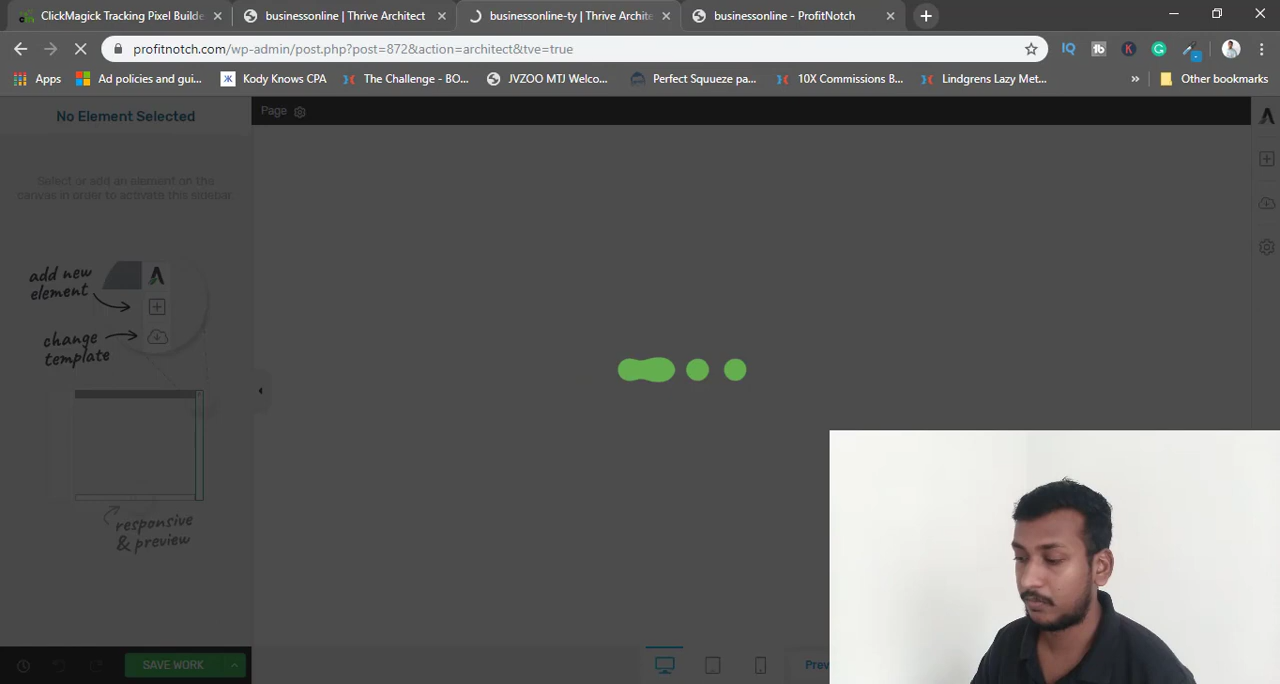 ClickMagick Tracking Pixel Builde
businessonline | Thrive Architect
businessonline-ty | Thrive Archite
businessonline - ProfitNotch
profitnotch.com/wp-admin/post.php?post=872&action=architect&tve=true
Apps
Ad policies and gui...
Kody Knows CPA
The Challenge - BO...
JVZOO MTJ Welco...
Perfect Squueze pa...
10X Commissions B...
Lindgrens Lazy Met...
»
Other bookmarks
No Element Selected
Page
Select or add an element on the
canvas in order to activate this sidebar
add new
element
change
template
responsive
& preview
SAVE WORK
Prev